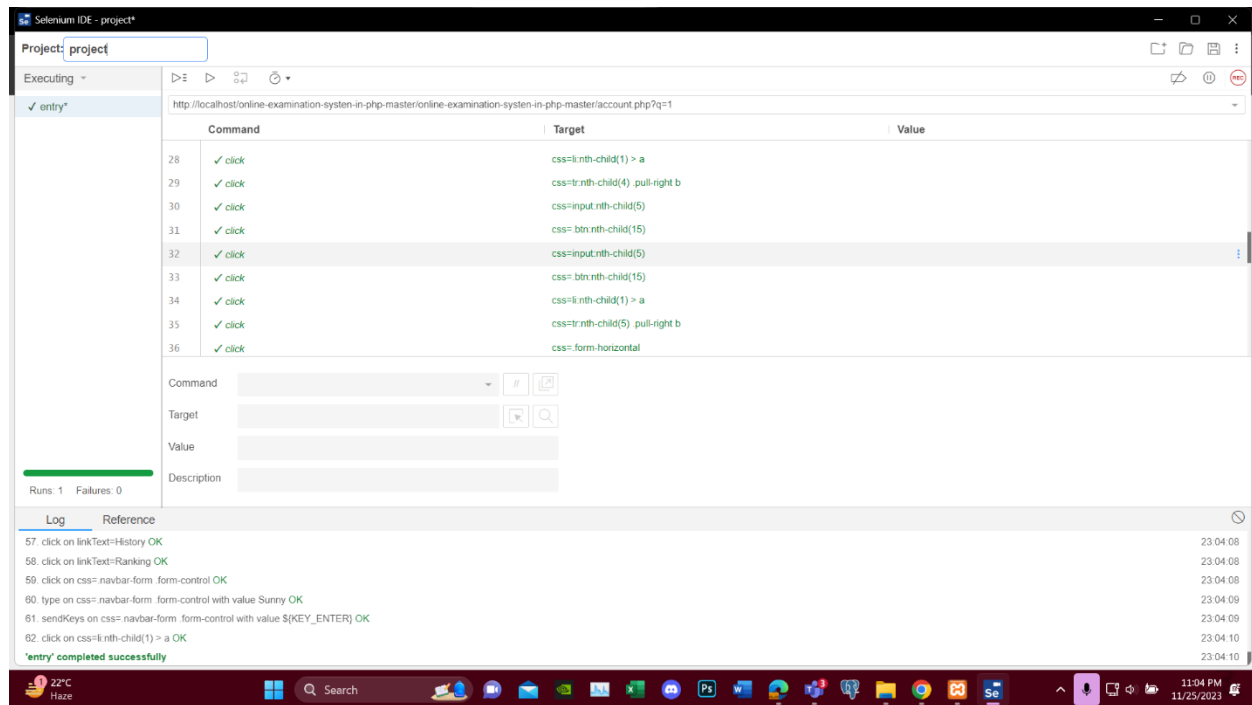 Selenium IDE - project*
Project: project
Executing
✓ entry*
http://localhost/online-examination-systen-in-php-master/online-examination-systen-in-php-master/account.php?q=1
Command Target Value
28 ✓ click css=li:nth-child(1) > a
29 ✓ click css=tr:nth-child(4) .pull-right b
30 ✓ click css=input:nth-child(5)
31 ✓ click css=.btn:nth-child(15)
32 ✓ click css=input:nth-child(5)
33 ✓ click css=.btn:nth-child(15)
34 ✓ click css=li:nth-child(1) > a
35 ✓ click css=tr:nth-child(5) .pull-right b
36 ✓ click css=.form-horizontal
Command //
Target
Value
Description
Runs: 1 Failures: 0
Log Reference
57. click on linkText=History OK 23:04:08
58. click on linkText=Ranking OK 23:04:08
59. click on css=.navbar-form .form-control OK 23:04:08
60. type on css=.navbar-form .form-control with value Sunny OK 23:04:09
61. sendKeys on css=.navbar-form .form-control with value ${KEY_ENTER} OK 23:04:09
62. click on css=li:nth-child(1) > a OK 23:04:10
'entry' completed successfully 23:04:10
1 22°C
Haze
Search
Ps
3
Se
11:04 PM
11/25/2023
REC